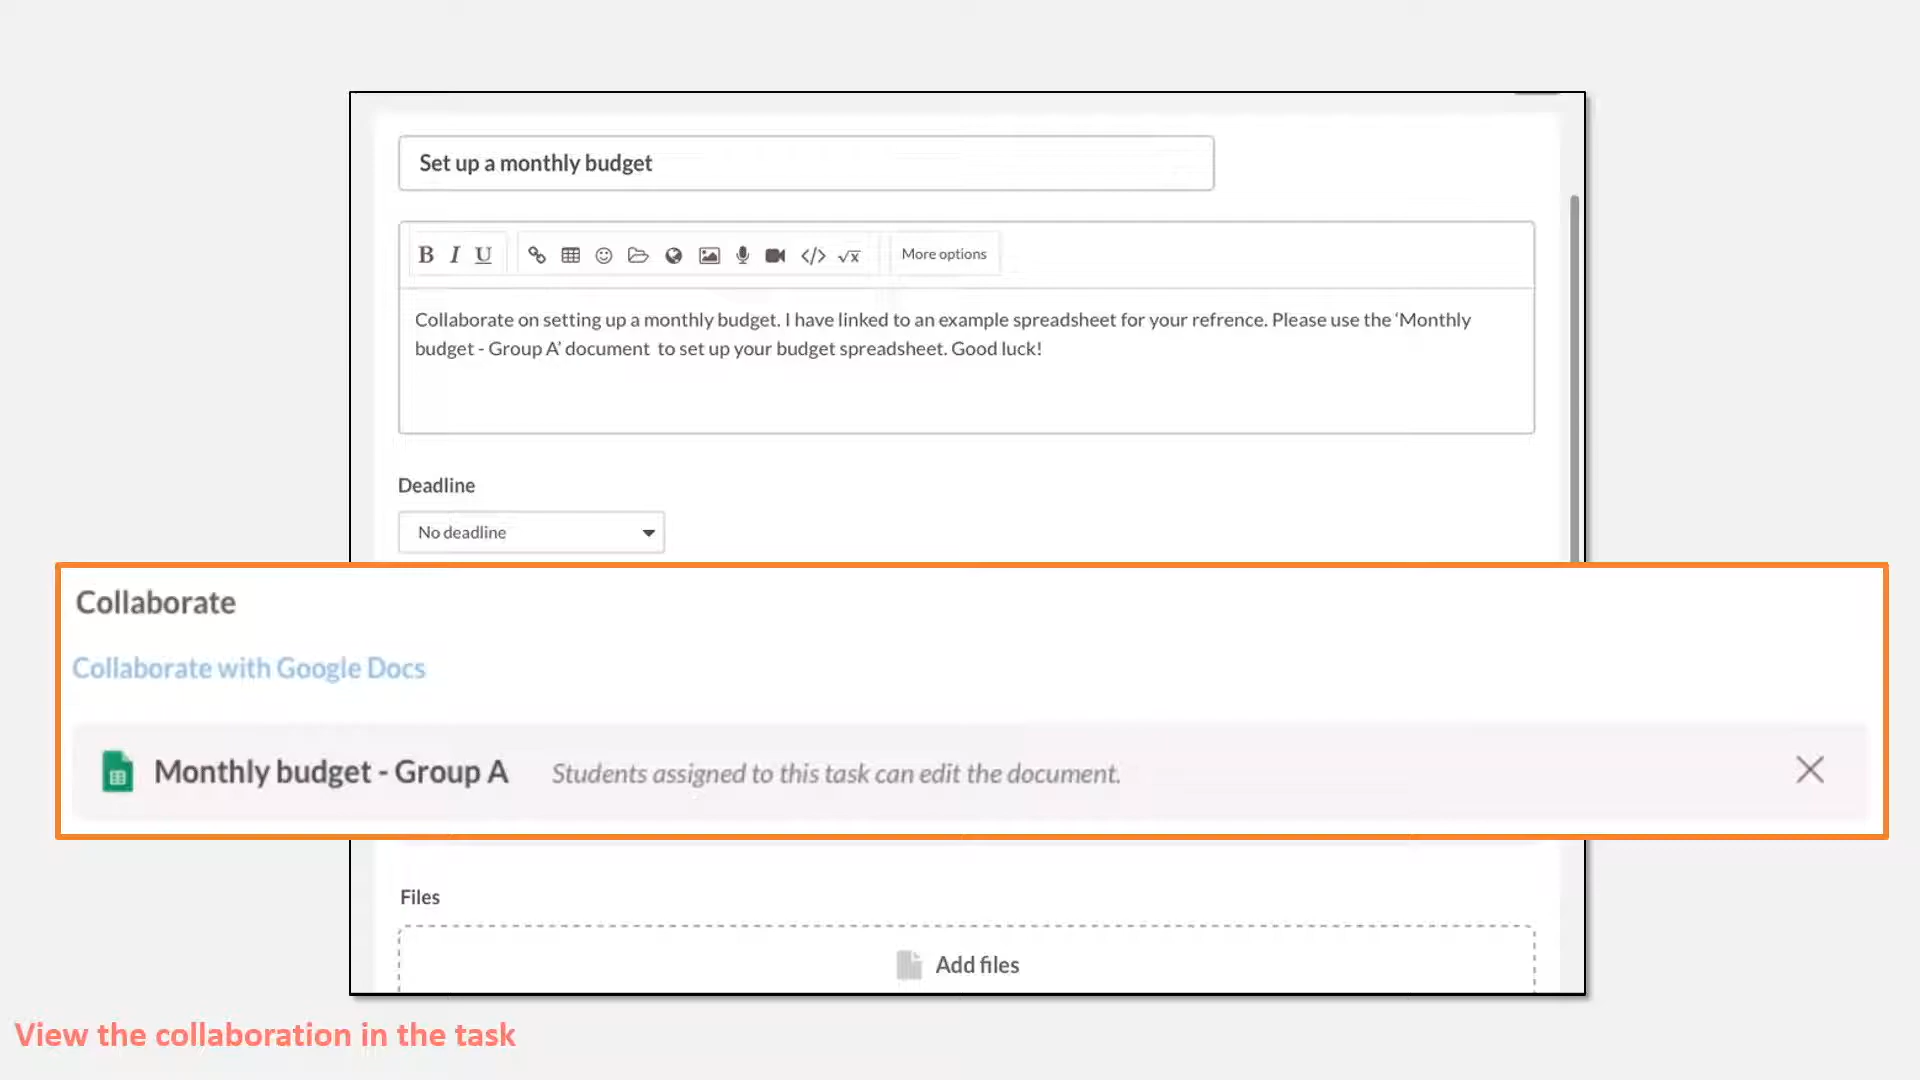 Set up a monthly budget
B I U </> √x More options
Collaborate on setting up a monthly budget. I have linked to an example spreadsheet for your refrence. Please use the ‘Monthly
budget - Group A’ document to set up your budget spreadsheet. Good luck!
Deadline
No deadline
Collaborate
Collaborate with Google Docs
Monthly budget - Group A Students assigned to this task can edit the document.
Files
Add files
View the collaboration in the task